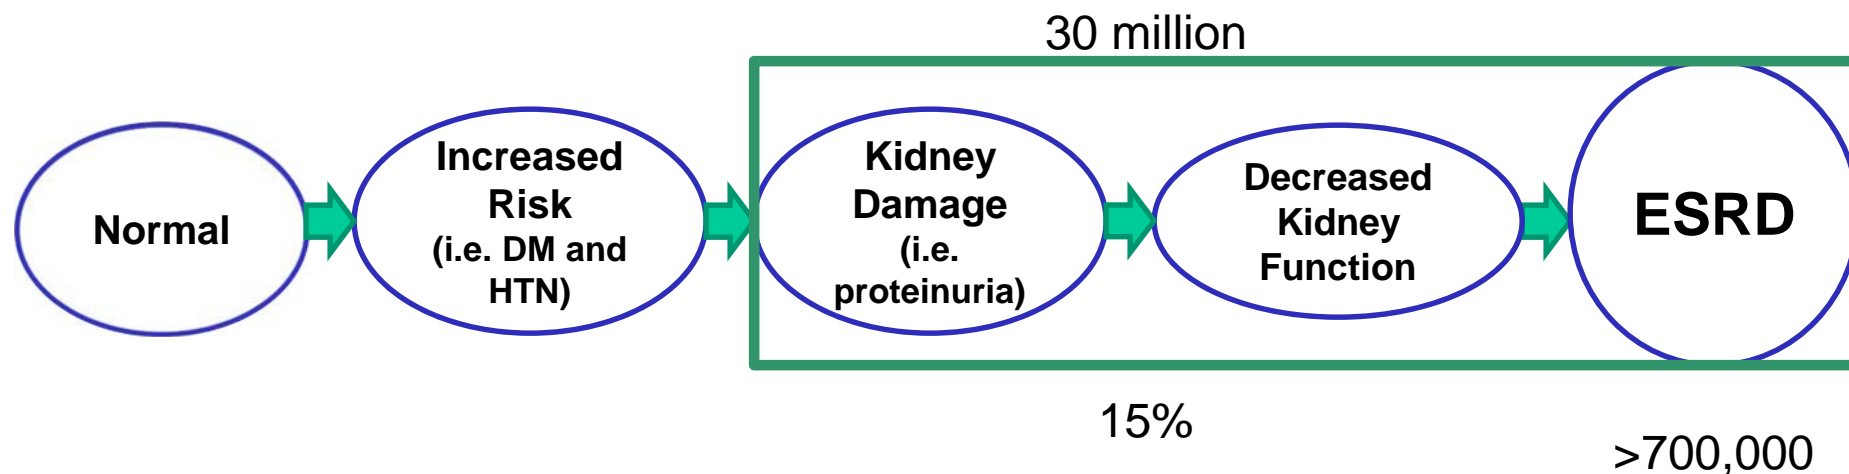 30 million
Normal
Increased
Risk
(i.e. DM and
HTN)
Kidney
Damage
(i.e.
proteinuria)
Decreased
Kidney
Function
ESRD
15%
>700,000